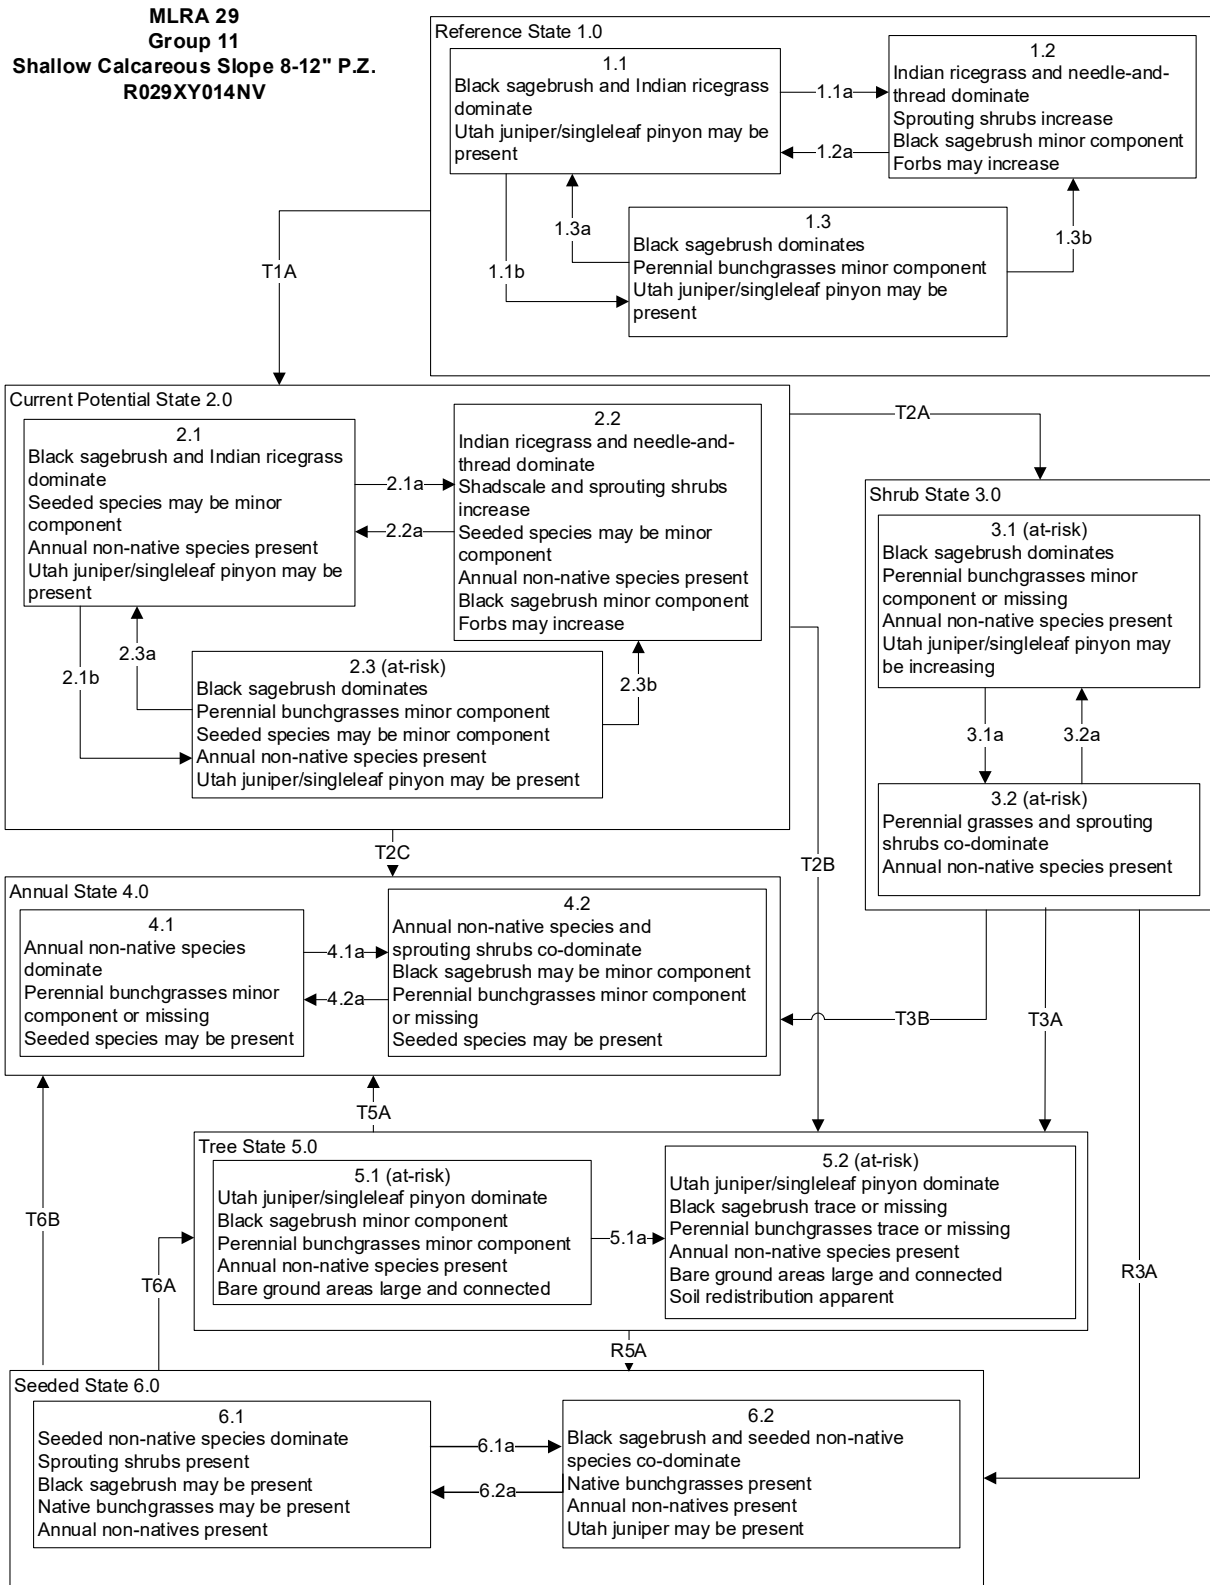 MLRA 29
Group 11
Shallow Calcareous Slope 8-12" P.Z.
R029XY014NV
Reference State 1.0
1.1
Black sagebrush and Indian ricegrass
dominate
Utah juniper/singleleaf pinyon may be
present
1.1a
1.2a
1.2
Indian ricegrass and needle-and-
thread dominate
Sprouting shrubs increase
Black sagebrush minor component
Forbs may increase
1.1b
1.3a
1.3
Black sagebrush dominates
Perennial bunchgrasses minor component
Utah juniper/singleleaf pinyon may be
present
1.3b
T1A
Current Potential State 2.0
2.1
Black sagebrush and Indian ricegrass
dominate
Seeded species may be minor
component
Annual non-native species present
Utah juniper/singleleaf pinyon may be
present
2.1a
2.2a
2.2
Indian ricegrass and needle-and-
thread dominate
Shadscale and sprouting shrubs
increase
Seeded species may be minor
component
Annual non-native species present
Black sagebrush minor component
Forbs may increase
2.1b
2.3a
2.3 (at-risk)
Black sagebrush dominates
Perennial bunchgrasses minor component
Seeded species may be minor component
Annual non-native species present
Utah juniper/singleleaf pinyon may be present
2.3b
T2A
Shrub State 3.0
3.1 (at-risk)
Black sagebrush dominates
Perennial bunchgrasses minor
component or missing
Annual non-native species present
Utah juniper/singleleaf pinyon may
be increasing
3.1a
3.2a
3.2 (at-risk)
Perennial grasses and sprouting
shrubs co-dominate
Annual non-native species present
T2C
T2B
Annual State 4.0
4.1
Annual non-native species
dominate
Perennial bunchgrasses minor
component or missing
Seeded species may be present
4.1a
4.2a
4.2
Annual non-native species and
sprouting shrubs co-dominate
Black sagebrush may be minor component
Perennial bunchgrasses minor component
or missing
Seeded species may be present
T3B
T3A
T5A
Tree State 5.0
5.1 (at-risk)
Utah juniper/singleleaf pinyon dominate
Black sagebrush minor component
Perennial bunchgrasses minor component
Annual non-native species present
Bare ground areas large and connected
5.1a
5.2 (at-risk)
Utah juniper/singleleaf pinyon dominate
Black sagebrush trace or missing
Perennial bunchgrasses trace or missing
Annual non-native species present
Bare ground areas large and connected
Soil redistribution apparent
T6B
T6A
R3A
R5A
Seeded State 6.0
6.1
Seeded non-native species dominate
Sprouting shrubs present
Black sagebrush may be present
Native bunchgrasses may be present
Annual non-natives present
6.1a
6.2a
6.2
Black sagebrush and seeded non-native
species co-dominate
Native bunchgrasses present
Annual non-natives present
Utah juniper may be present